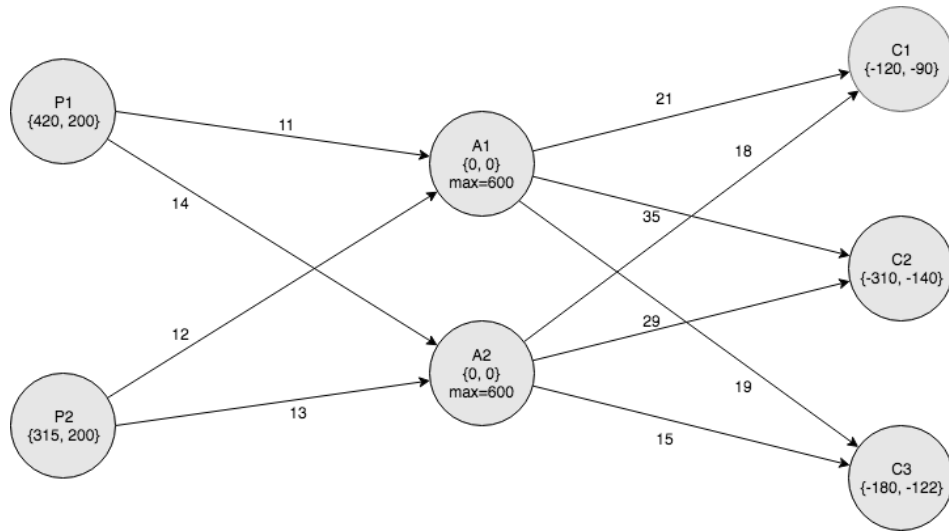 C1
{-120, -90}
P1
{420, 200}
11
21
A1
{0, 0}
max=600
18
14
35
C2
{-310, -140}
12
29
A2
{0, 0}
max=600
P2
{315, 200}
13
19
15
C3
{-180, -122}